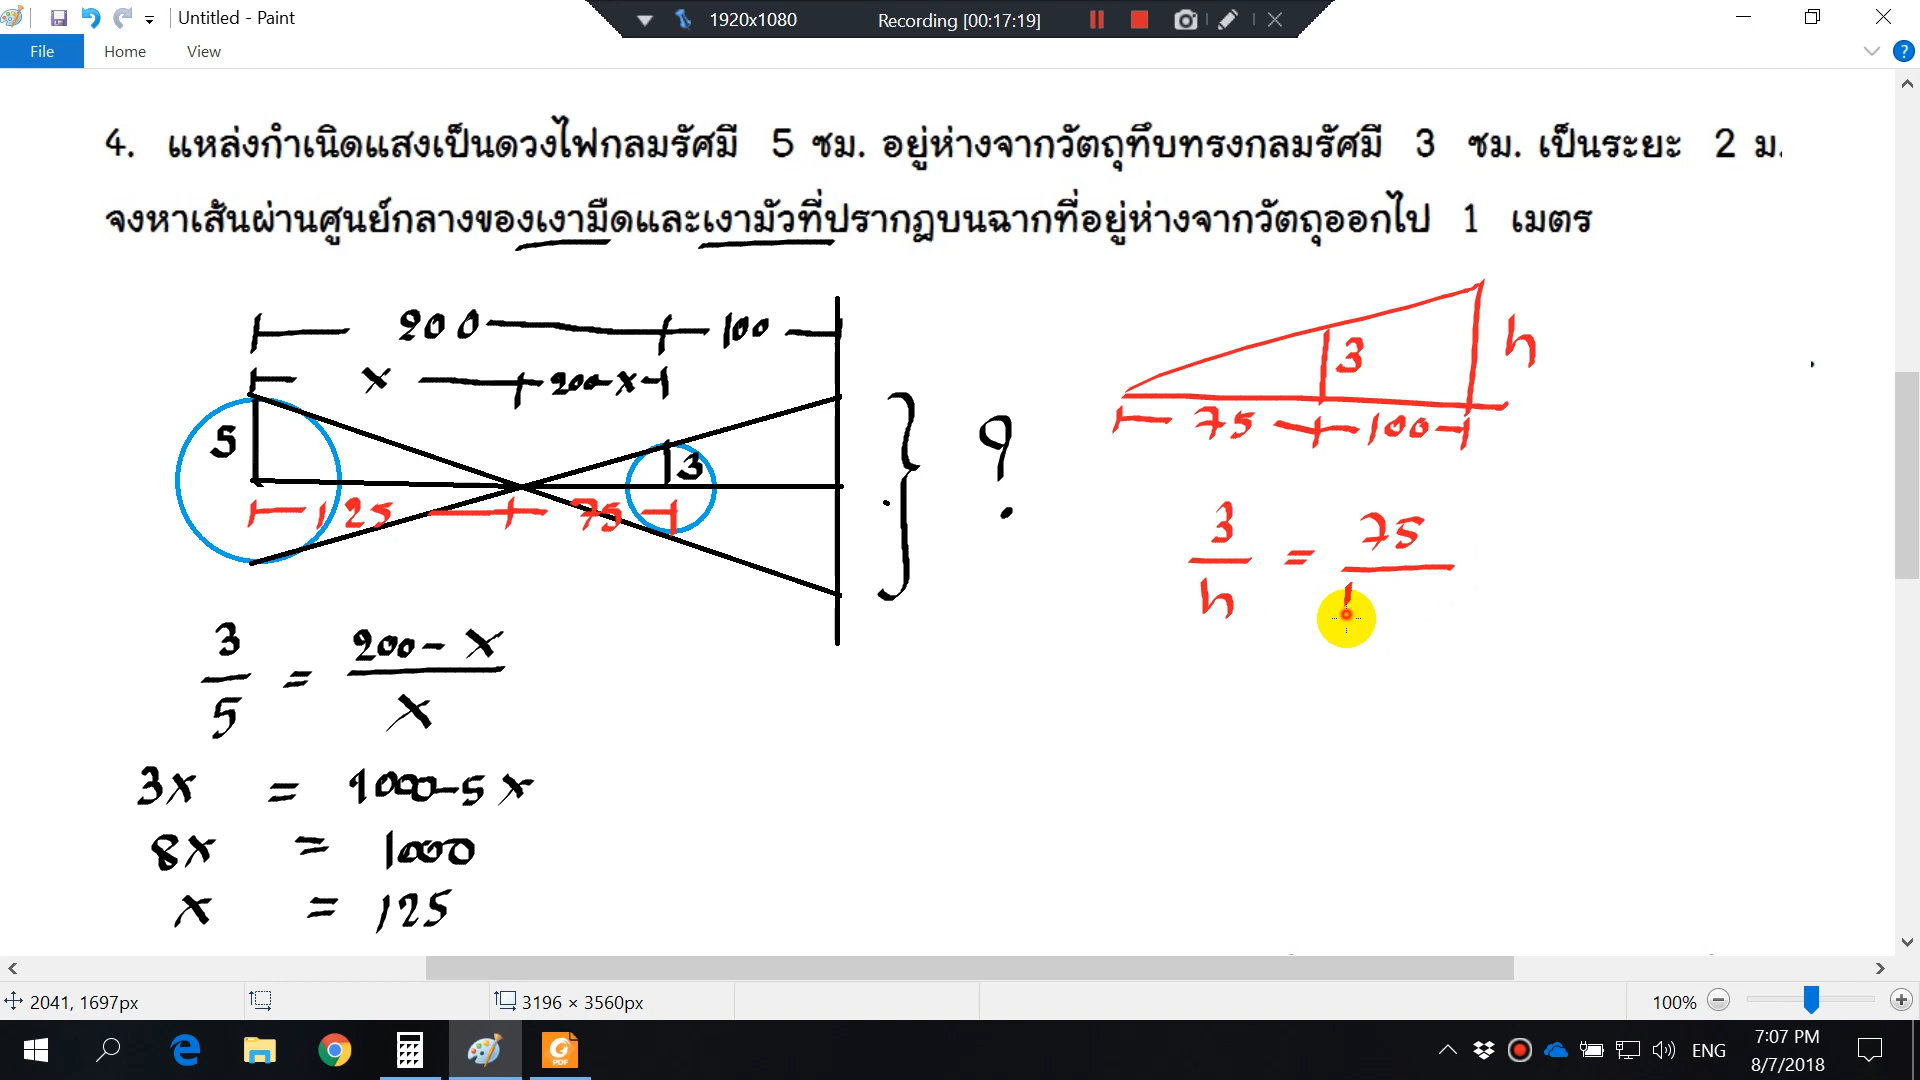 Untitled - Paint
1920x1080
Recording [00:17:19]
File Home View
4. แหล่งกำเนิดแสงเป็นดวงไฟกลมรัศมี 5 ซม. อยู่ห่างจากวัตถุทึบทรงกลมรัศมี 3 ซม. เป็นระยะ 2 ม.
จงหาเส้นผ่านศูนย์กลางของเงามืดและเงามัวที่ปรากฏบนฉากที่อยู่ห่างจากวัตถุออกไป 1 เมตร
200 100
x 200-x
5 3
125 75
?
3 h
75 100
3/h = 75/1
3/5 = 200-x/x
3x = 1000-5x
8x = 1000
x = 125
2041, 1697px
3196 × 3560px
100%
PDF
ENG
7:07 PM
8/7/2018